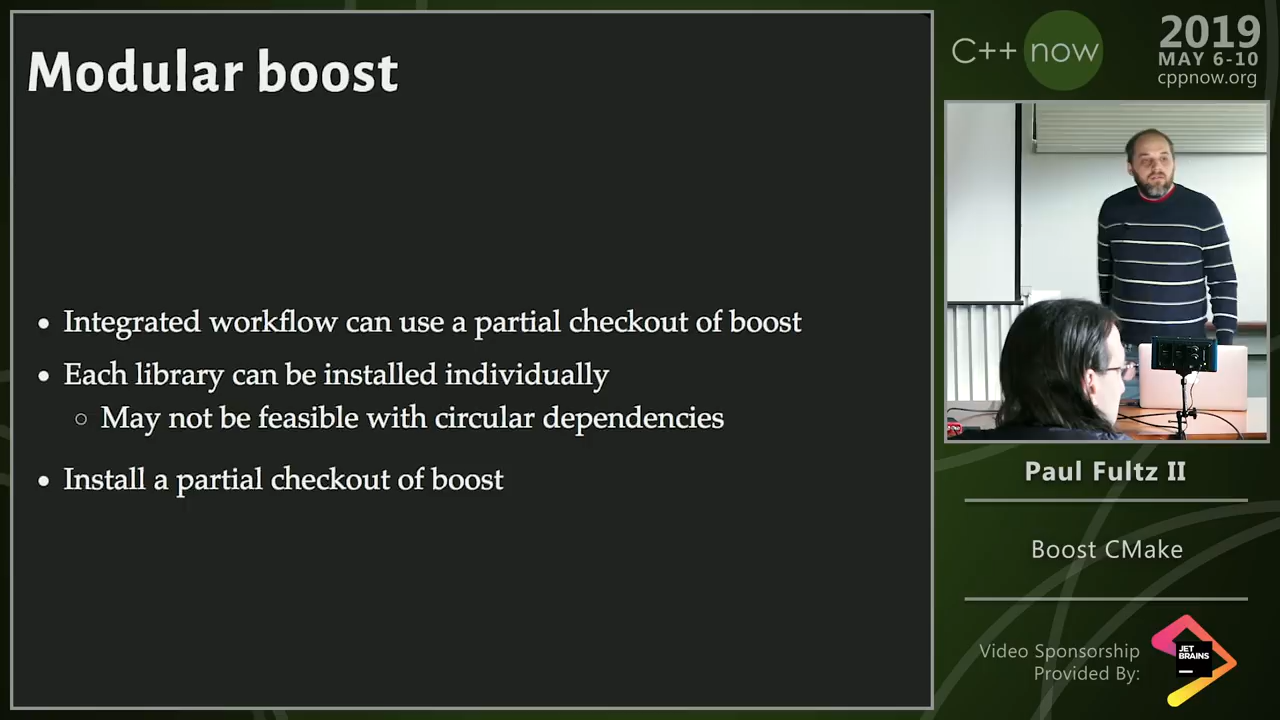 Modular boost
Integrated workflow can use a partial checkout of boost
Each library can be installed individually
May not be feasible with circular dependencies
Install a partial checkout of boost
C++ now
2019
MAY 6-10
cppnow.org
Paul Fultz II
Boost CMake
Video Sponsorship
Provided By:
JET
BRAINS